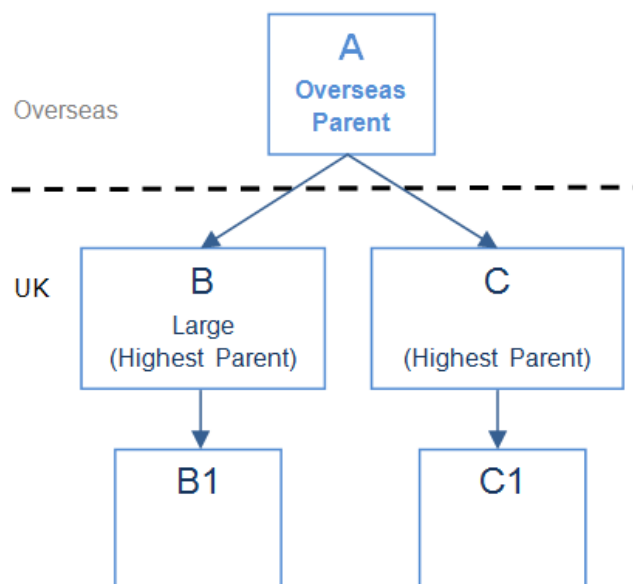 A
Overseas
Parent
Overseas
UK
B
Large
(Highest Parent)
C
(Highest Parent)
B1
C1